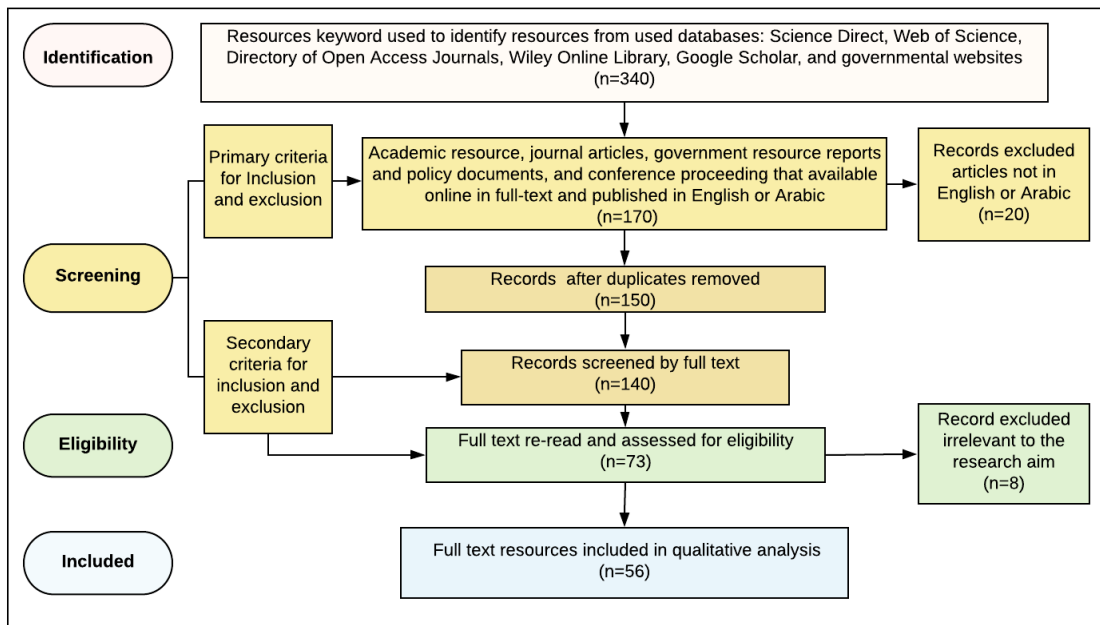 Identification
Resources keyword used to identify resources from used databases: Science Direct, Web of Science,
Directory of Open Access Journals, Wiley Online Library, Google Scholar, and governmental websites
(n=340)
Screening
Primary criteria
for Inclusion
and exclusion
Academic resource, journal articles, government resource reports
and policy documents, and conference proceeding that available
online in full-text and published in English or Arabic
(n=170)
Records excluded
articles not in
English or Arabic
(n=20)
Records after duplicates removed
(n=150)
Secondary
criteria for
inclusion and
exclusion
Records screened by full text
(n=140)
Eligibility
Full text re-read and assessed for eligibility
(n=73)
Record excluded
irrelevant to the
research aim
(n=8)
Included
Full text resources included in qualitative analysis
(n=56)